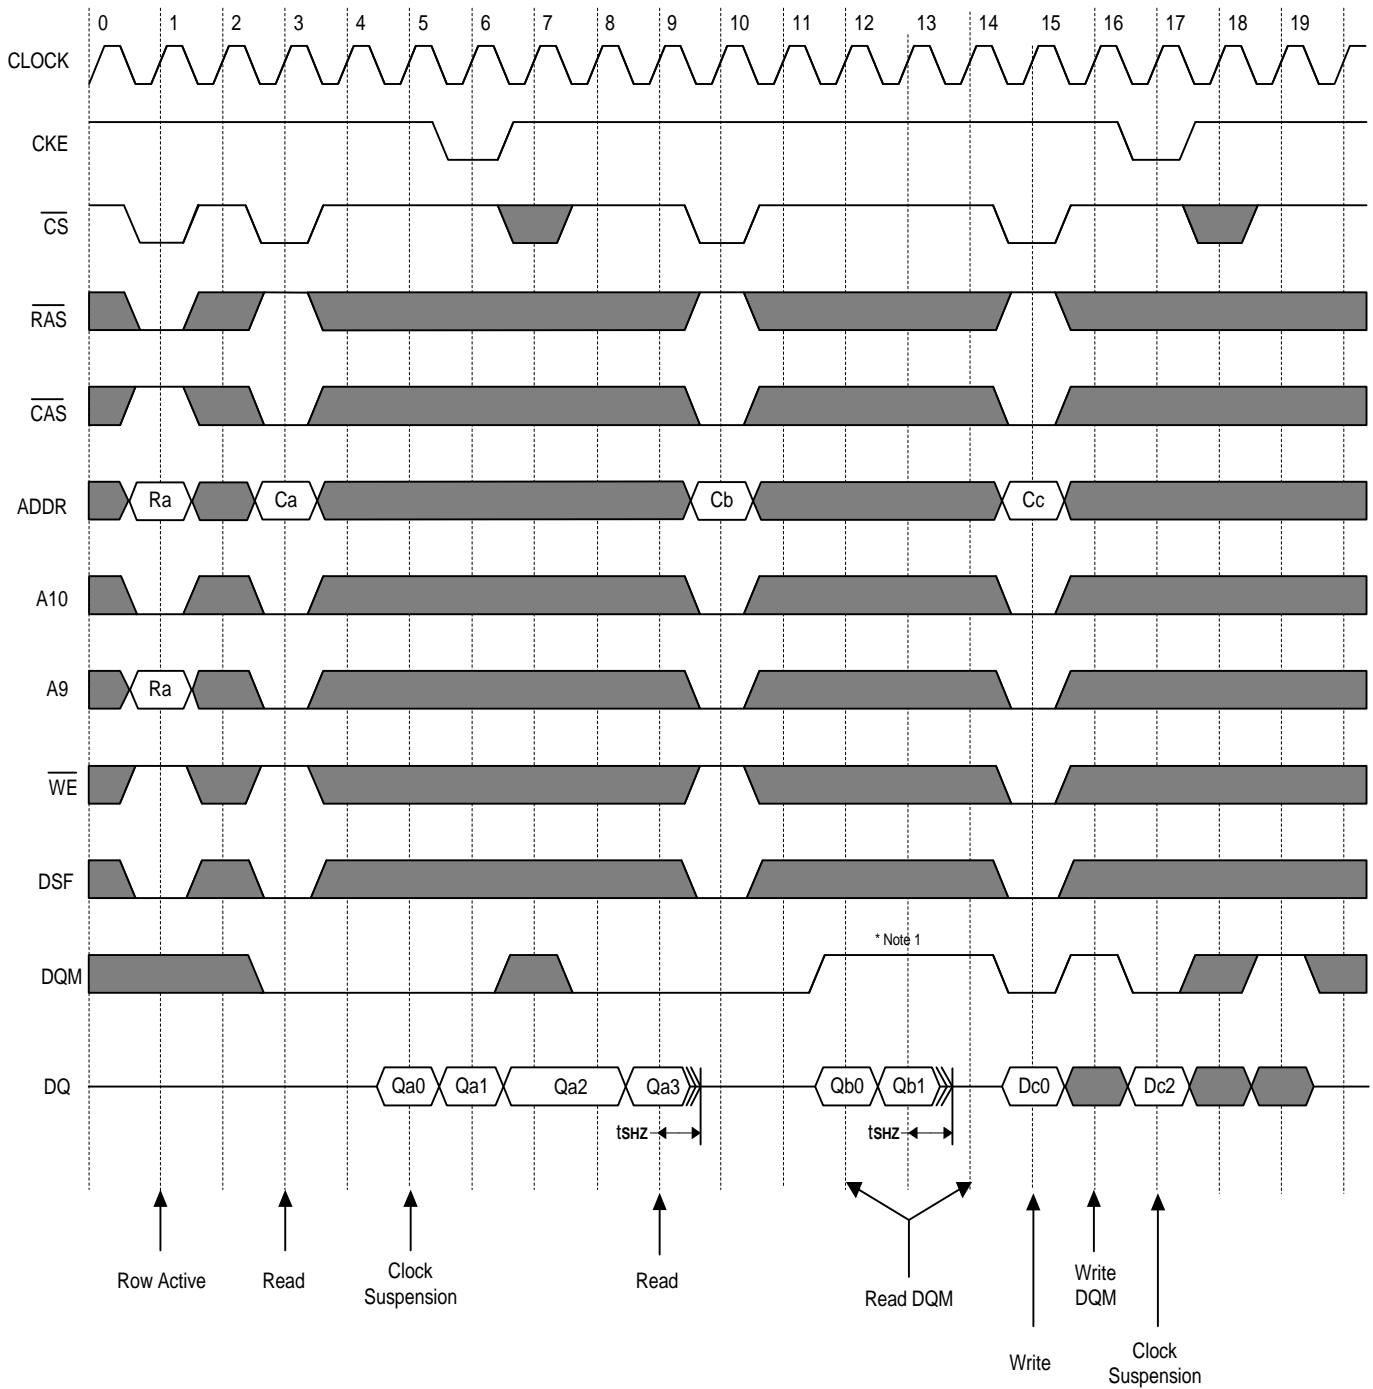 0 1 2 3 4 5 6 7 8 9 10 11 12 13 14 15 16 17 18 19
CLOCK
CKE
CS
RAS
CAS
ADDR Ra Ca Cb Cc
A10
A9 Ra
WE
DSF
* Note 1
DQM
DQ Qa0 Qa1 Qa2 Qa3 Qb0 Qb1 Dc0 Dc2
tSHZ tSHZ
Row Active Read Clock
Suspension Read Read DQM Write
DQM
Write Clock
Suspension